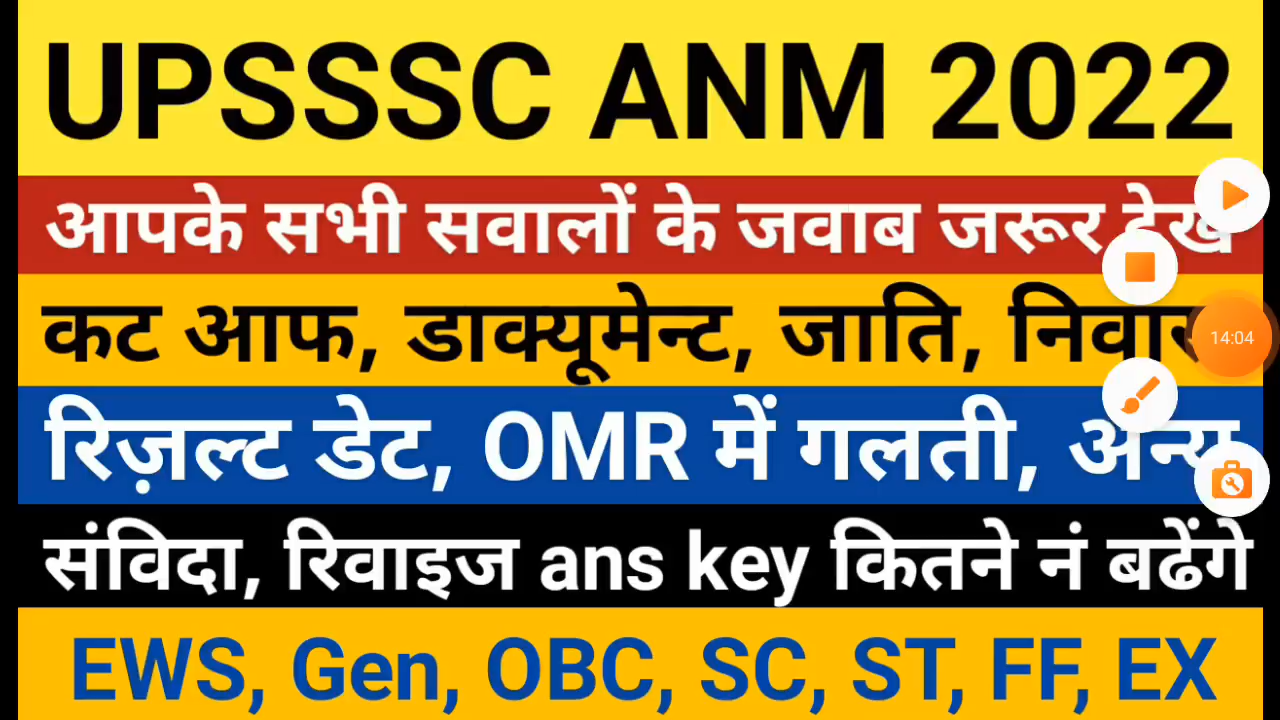 UPSSSC ANM 2022
आपके सभी सवालों के जवाब जरूर देखे
कट आफ, डाक्यूमेन्ट, जाति, निवास
14:04
रिज़ल्ट डेट, OMR में गलती, अन्य
संविदा, रिवाइज ans key कितने नं बढेंगे
EWS, Gen, OBC, SC, ST, FF, EX